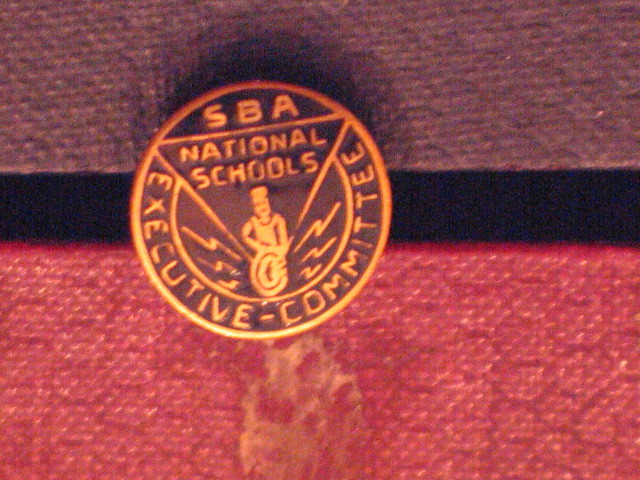 SBA
NATIONAL
SCHOOLS
EXECUTIVE-COMMITTEE